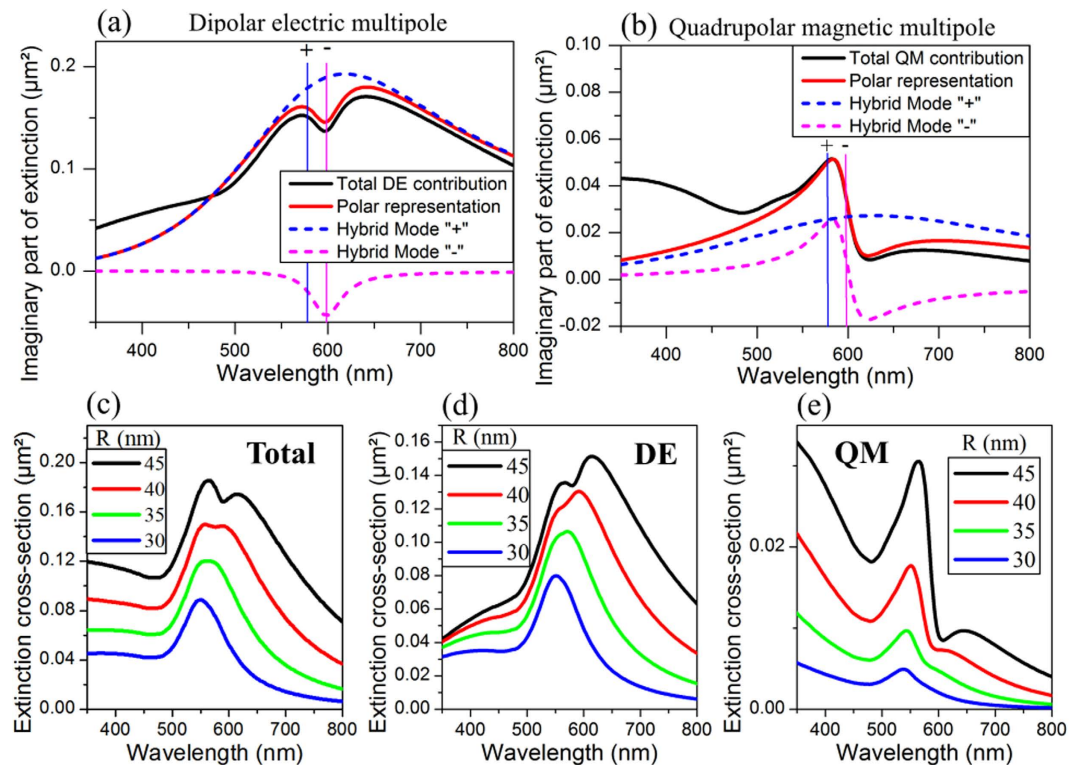 (a) Dipolar electric multipole
Imaginary part of extinction (µm²)
0.2
0.1
0.0
+ -
Total DE contribution
Polar representation
Hybrid Mode "+"
Hybrid Mode "-"
400 500 600 700 800
Wavelength (nm)
(b) Quadrupolar magnetic multipole
Imaginary part of extinction (µm²)
0.10
0.08
0.06
0.04
0.02
0.00
-0.02
Total QM contribution
Polar representation
Hybrid Mode "+"
Hybrid Mode "-"
+ -
400 500 600 700 800
Wavelength (nm)
(c)
Extinction cross-section (µm²)
0.20
0.16
0.12
0.08
0.04
0.00
R (nm)
45
40
35
30
Total
400 500 600 700 800
Wavelength (nm)
(d)
Extinction cross-section (µm²)
0.16
0.14
0.12
0.10
0.08
0.06
0.04
0.02
0.00
R (nm)
45
40
35
30
DE
400 500 600 700 800
Wavelength (nm)
(e)
Extinction cross-section (µm²)
0.02
0.00
QM
R (nm)
45
40
35
30
400 500 600 700 800
Wavelength (nm)